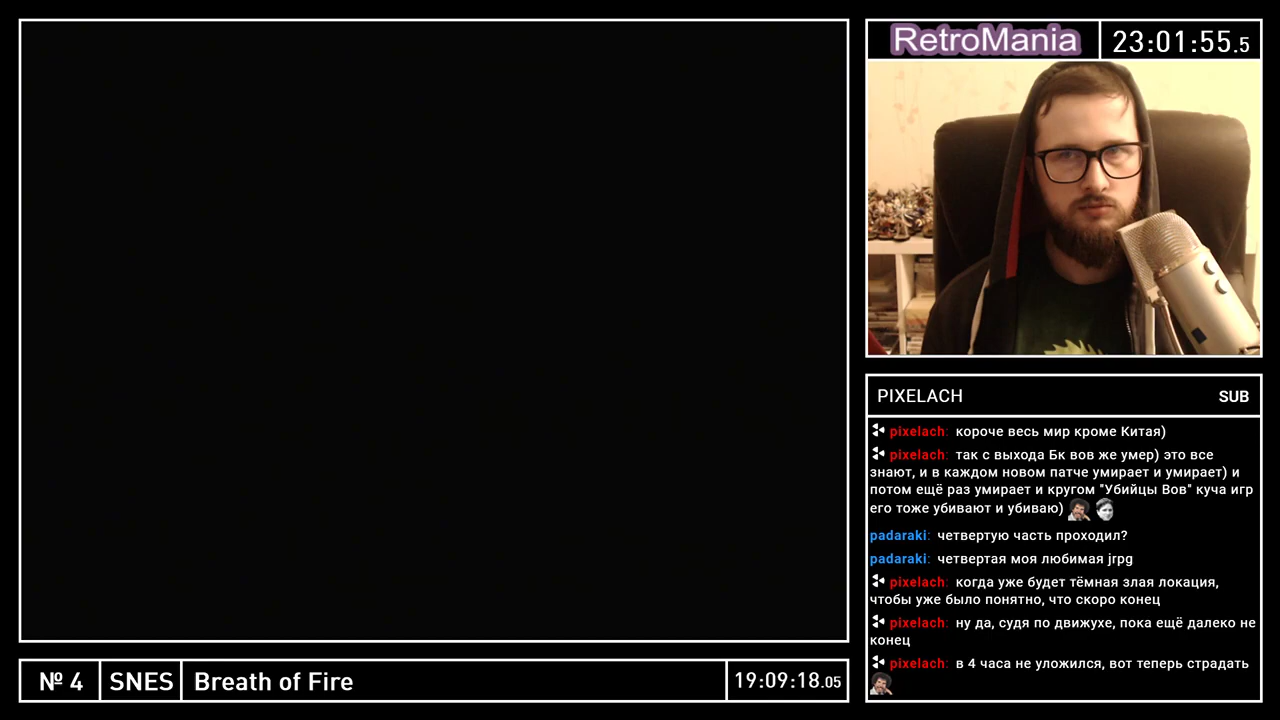 RetroMania
23:01:55.5
PIXELACH
SUB
pixelach: короче весь мир кроме Китая)
pixelach: так с выхода Бк вов же умер) это все
знают, и в каждом новом патче умирает и умирает) и
потом ещё раз умирает и кругом "Убийцы Вов" куча игр
его тоже убивают и убиваю)
padaraki: четвертую часть проходил?
padaraki: четвертая моя любимая jrpg
pixelach: когда уже будет тёмная злая локация,
чтобы уже было понятно, что скоро конец
pixelach: ну да, судя по движухе, пока ещё далеко не
конец
pixelach: в 4 часа не уложился, вот теперь страдать
№ 4
SNES
Breath of Fire
19:09:18.05